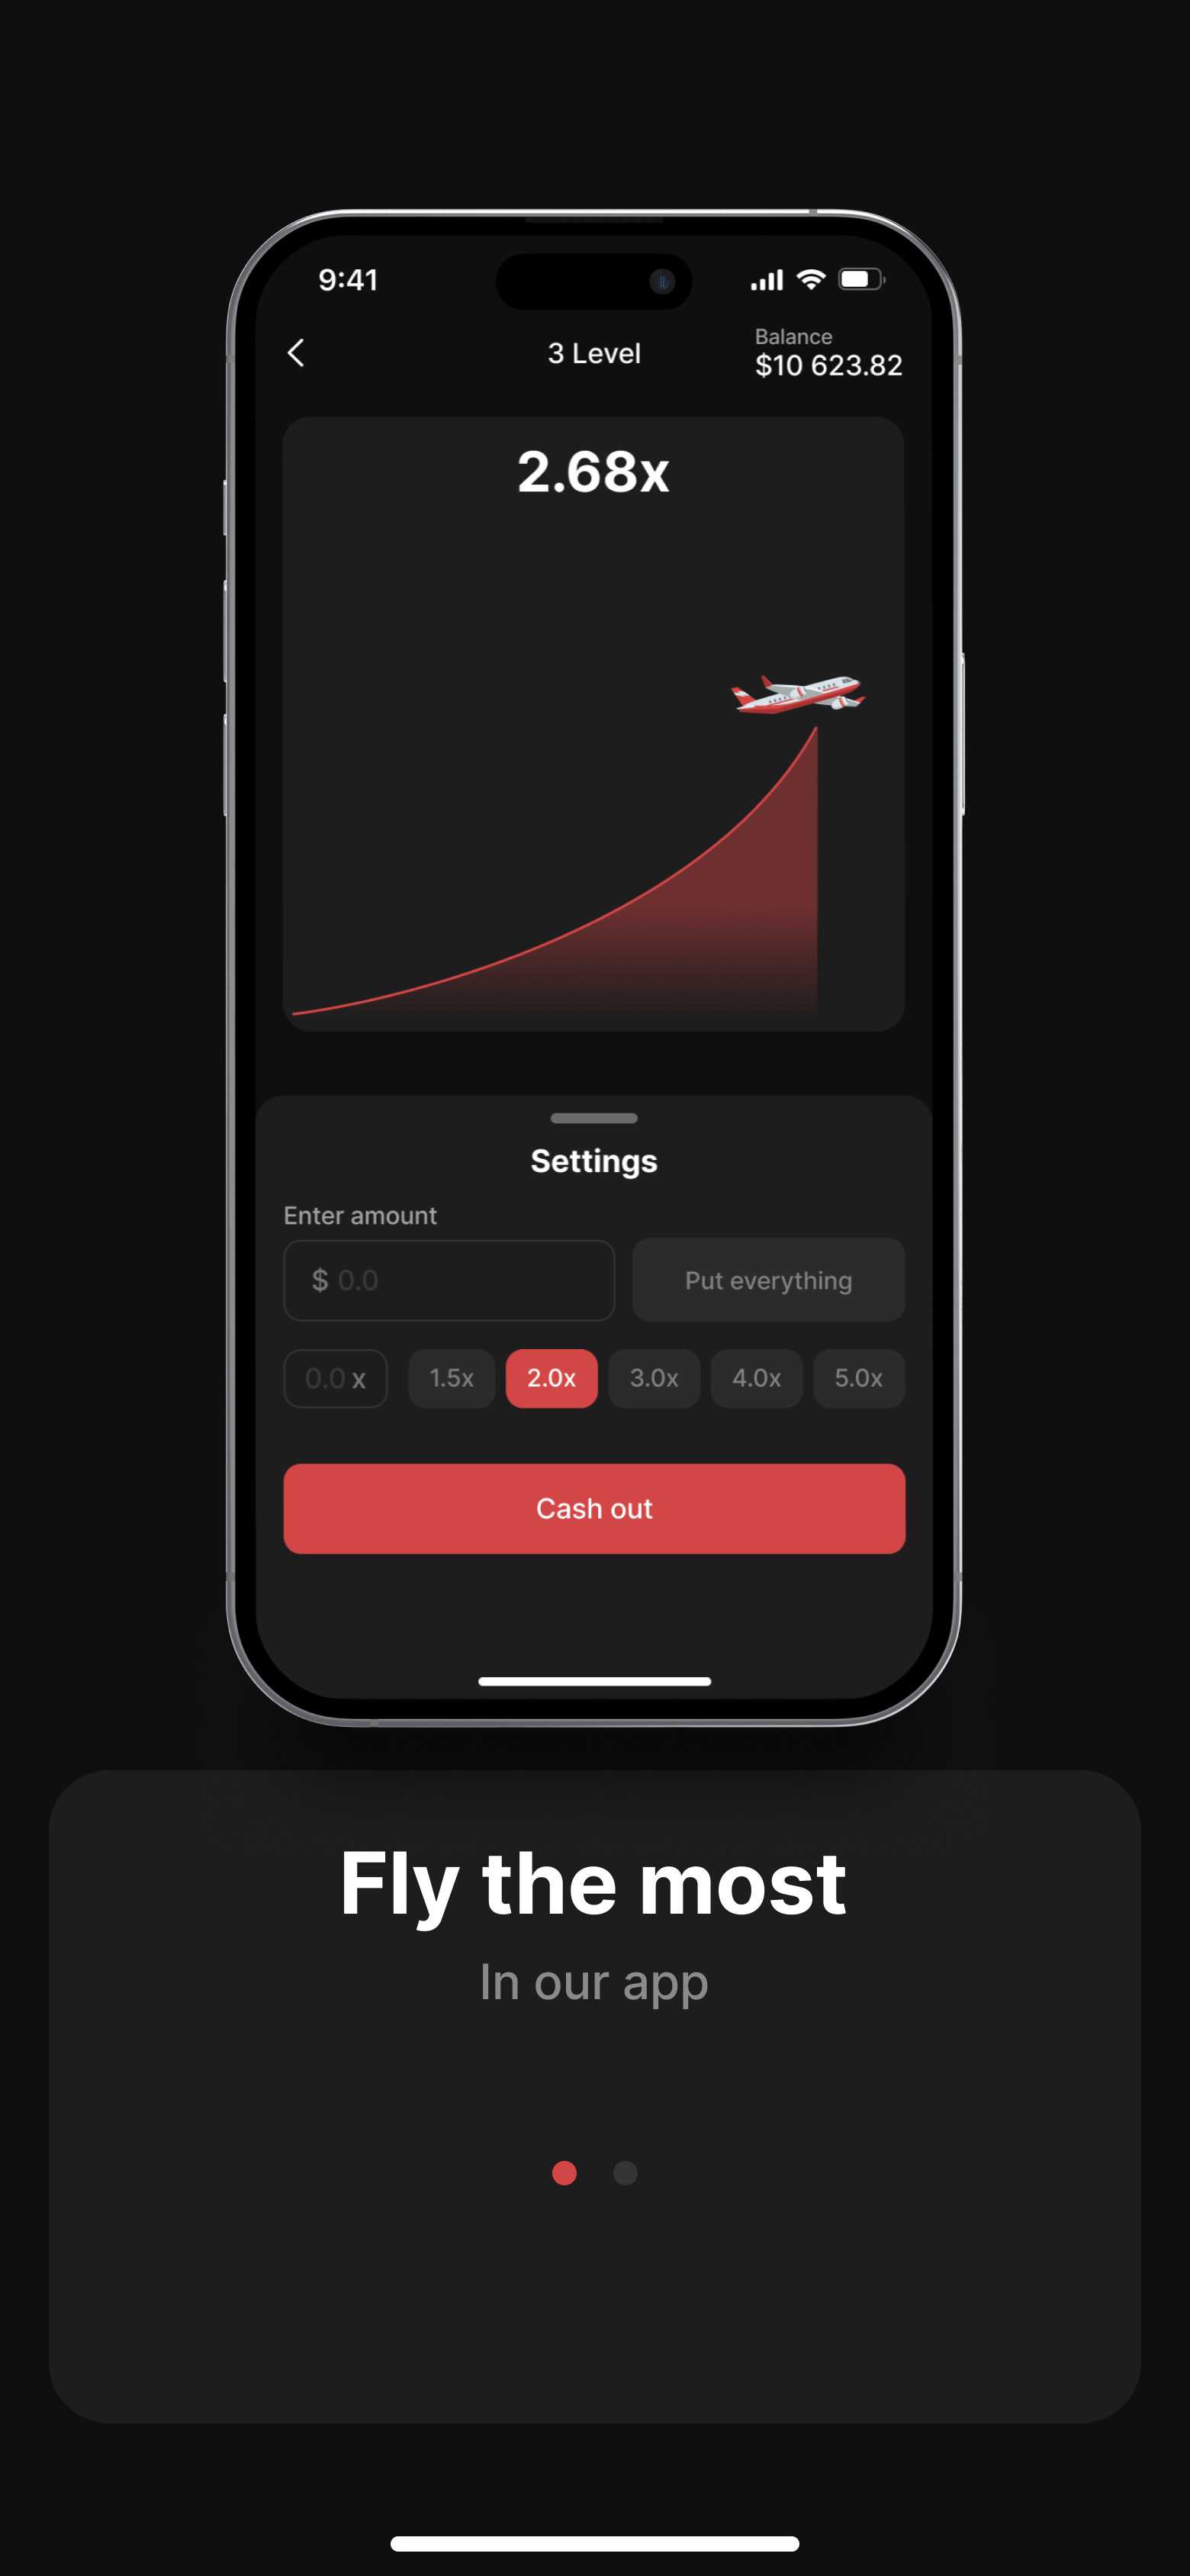 9:41
3 Level
Balance
$10 623.82
2.68x
Settings
Enter amount
$ 0.0
Put everything
0.0 x 1.5x 2.0x 3.0x 4.0x 5.0x
Cash out
Fly the most
In our app